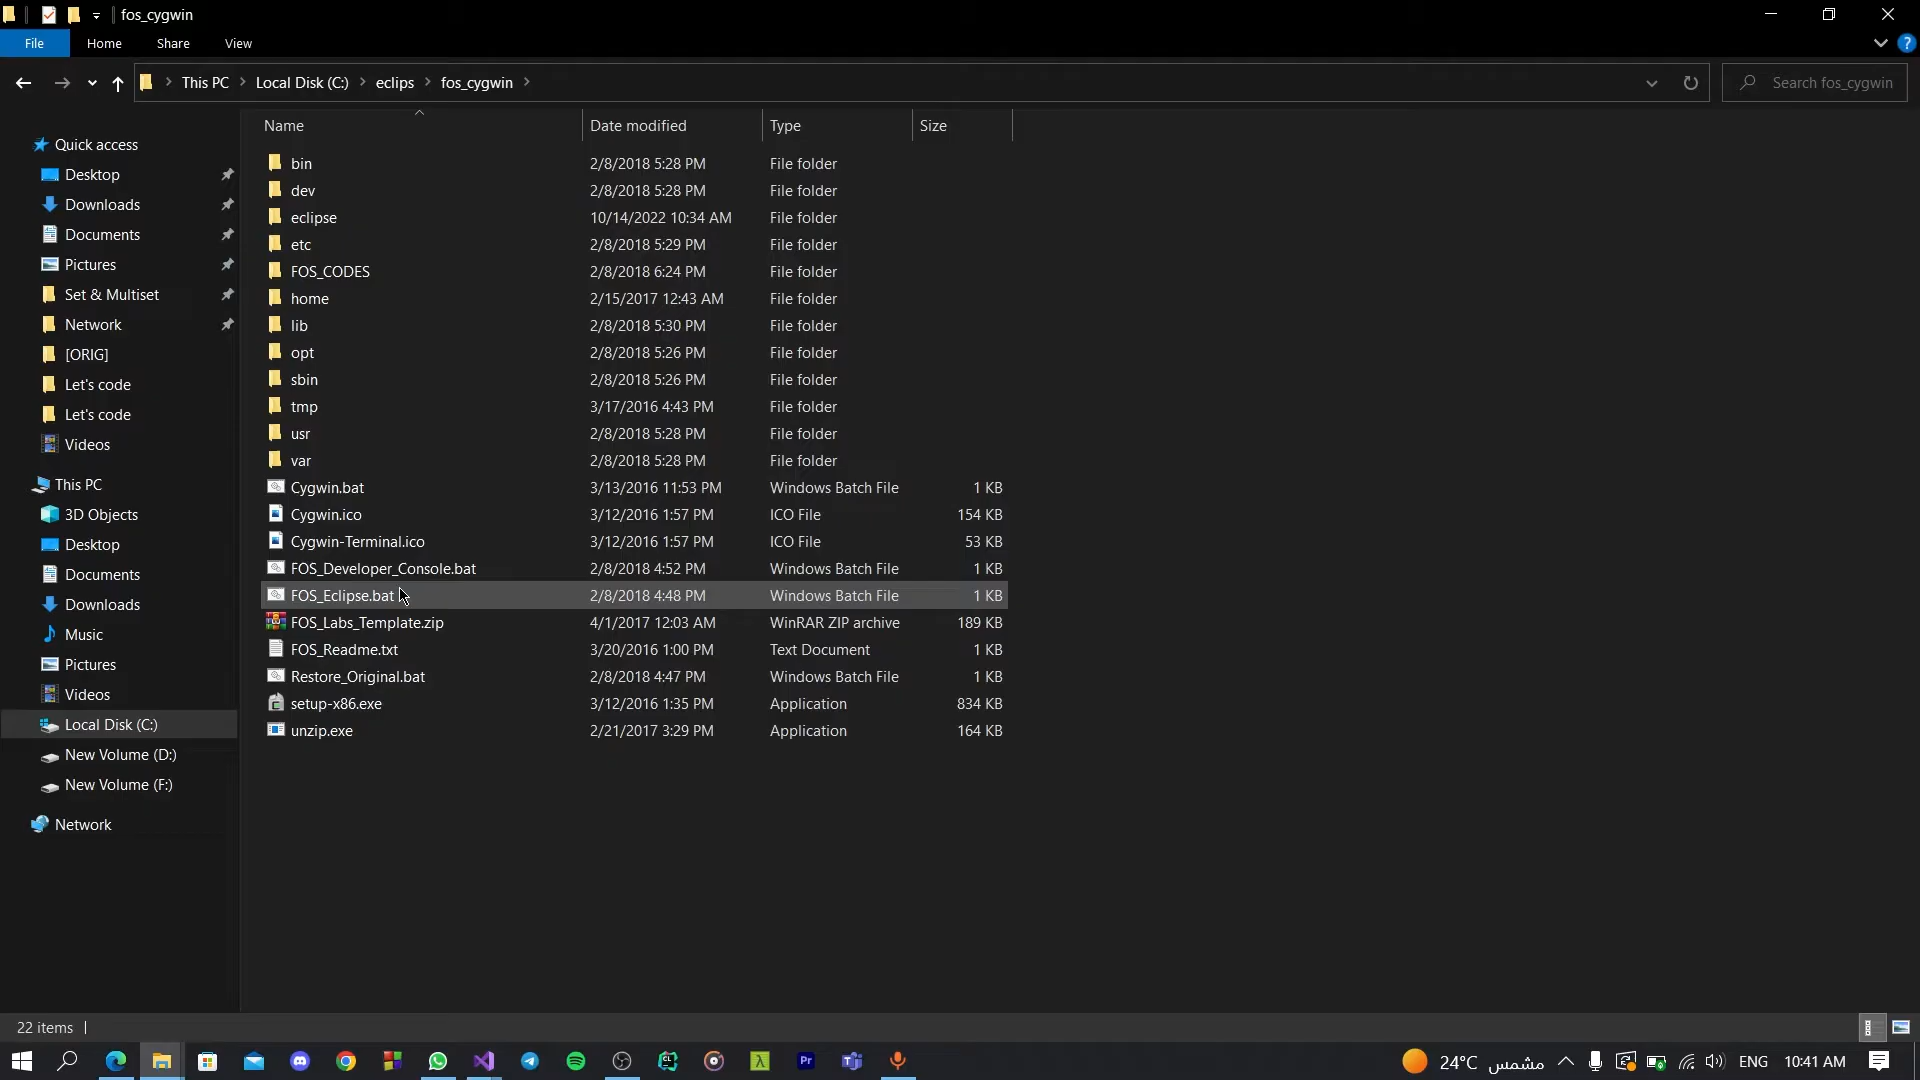 fos_cygwin
File Home Share View
This PC Local Disk (C:) eclips fos_cygwin Search fos_cygwin
Name Date modified Type Size
Quick access
Desktop
Downloads
Documents
Pictures
Set & Multiset
Network
[ORIG]
Let's code
Let's code
Videos
This PC
3D Objects
Desktop
Documents
Downloads
Music
Pictures
Videos
Local Disk (C:)
New Volume (D:)
New Volume (F:)
Network
bin 2/8/2018 5:28 PM File folder
dev 2/8/2018 5:28 PM File folder
eclipse 10/14/2022 10:34 AM File folder
etc 2/8/2018 5:29 PM File folder
FOS_CODES 2/8/2018 6:24 PM File folder
home 2/15/2017 12:43 AM File folder
lib 2/8/2018 5:30 PM File folder
opt 2/8/2018 5:26 PM File folder
sbin 2/8/2018 5:26 PM File folder
tmp 3/17/2016 4:43 PM File folder
usr 2/8/2018 5:28 PM File folder
var 2/8/2018 5:28 PM File folder
Cygwin.bat 3/13/2016 11:53 PM Windows Batch File 1 KB
Cygwin.ico 3/12/2016 1:57 PM ICO File 154 KB
Cygwin-Terminal.ico 3/12/2016 1:57 PM ICO File 53 KB
FOS_Developer_Console.bat 2/8/2018 4:52 PM Windows Batch File 1 KB
FOS_Eclipse.bat 2/8/2018 4:48 PM Windows Batch File 1 KB
FOS_Labs_Template.zip 4/1/2017 12:03 AM WinRAR ZIP archive 189 KB
FOS_Readme.txt 3/20/2016 1:00 PM Text Document 1 KB
Restore_Original.bat 2/8/2018 4:47 PM Windows Batch File 1 KB
setup-x86.exe 3/12/2016 1:35 PM Application 834 KB
unzip.exe 2/21/2017 3:29 PM Application 164 KB
22 items
24°C مشمس ENG 10:41 AM